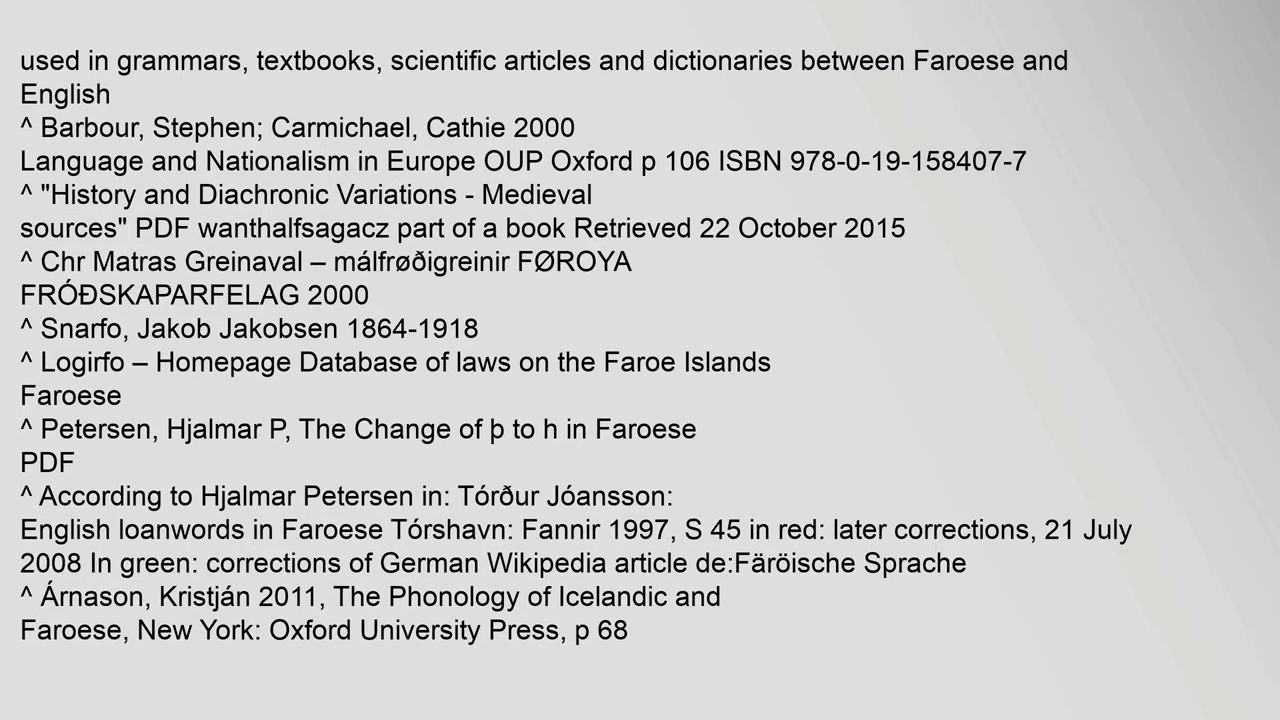 used in grammars, textbooks, scientific articles and dictionaries between Faroese and
English
^ Barbour, Stephen; Carmichael, Cathie 2000
Language and Nationalism in Europe OUP Oxford p 106 ISBN 978-0-19-158407-7
^ "History and Diachronic Variations - Medieval
sources" PDF wanthalfsagacz part of a book Retrieved 22 October 2015
^ Chr Matras Greinaval – málfrøðigreinir FØROYA
FRÓÐSKAPARFELAG 2000
^ Snarfo, Jakob Jakobsen 1864-1918
^ Logirfo – Homepage Database of laws on the Faroe Islands
Faroese
^ Petersen, Hjalmar P, The Change of þ to h in Faroese
PDF
^ According to Hjalmar Petersen in: Tórður Jóansson:
English loanwords in Faroese Tórshavn: Fannir 1997, S 45 in red: later corrections, 21 July
2008 In green: corrections of German Wikipedia article de:Färöische Sprache
^ Árnason, Kristján 2011, The Phonology of Icelandic and
Faroese, New York: Oxford University Press, p 68